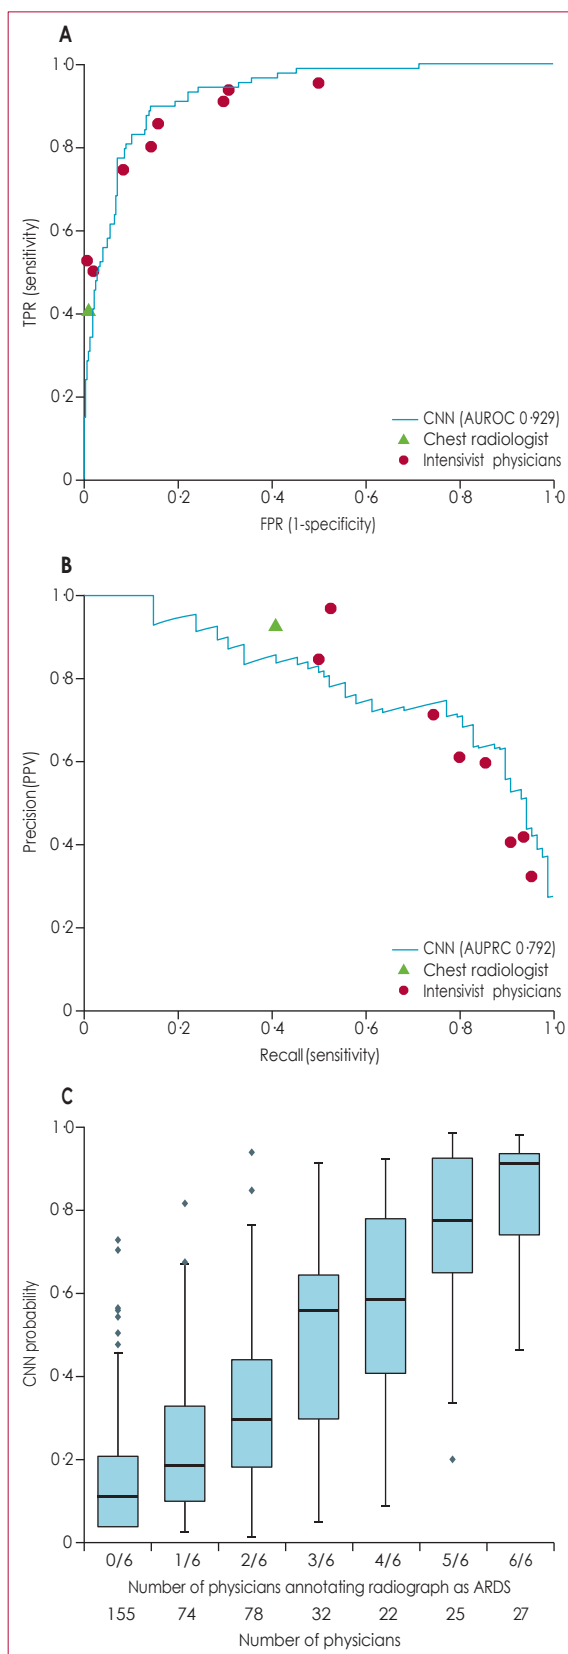 A
1·0
0·8
0·6
0·4
0·2
0
TPR (sensitivity)
CNN (AUROC 0·929)
Chest radiologist
Intensivist physicians
0 0·2 0·4 0·6 0·8 1·0
FPR (1-specificity)
B
1·0
0·8
0·6
0·4
0·2
0
Precision (PPV)
CNN (AUPRC 0·792)
Chest radiologist
Intensivist physicians
0 0·2 0·4 0·6 0·8 1·0
Recall (sensitivity)
C
1·0
0·8
0·6
0·4
0·2
0
CNN probability
0/6 1/6 2/6 3/6 4/6 5/6 6/6
Number of physicians annotating radiograph as ARDS
155 74 78 32 22 25 27
Number of physicians